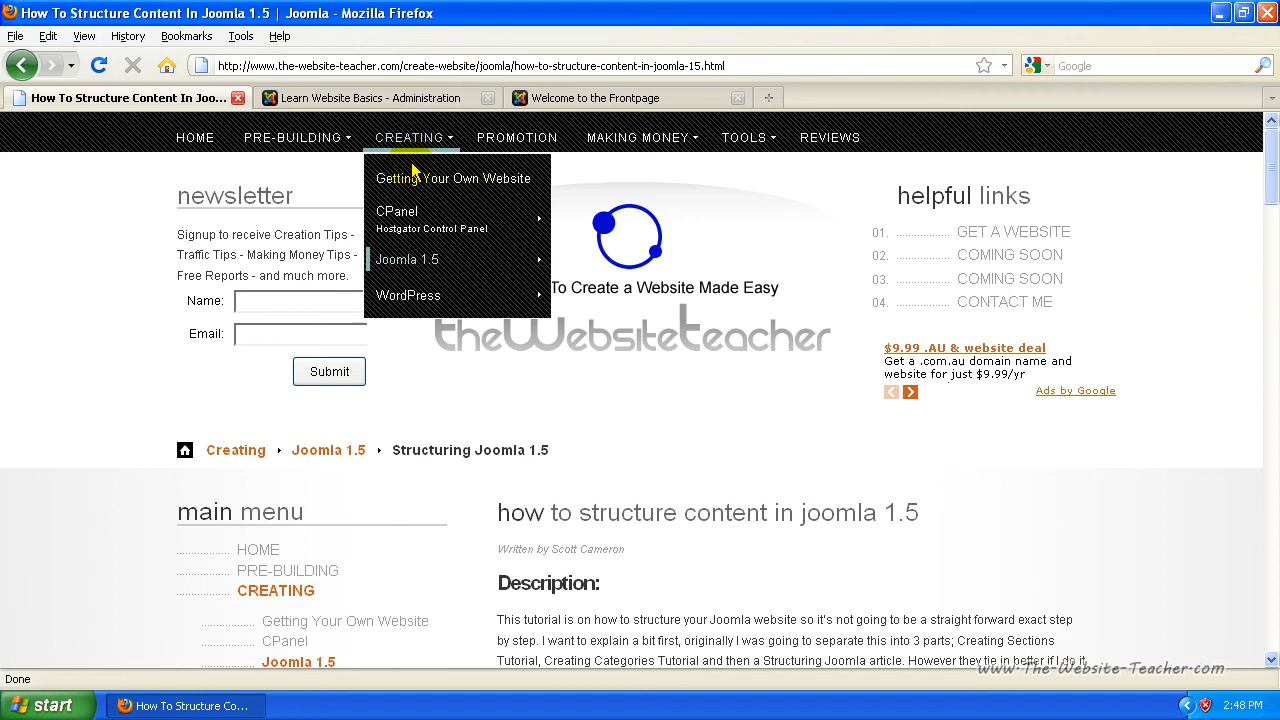 How To Structure Content In Joomla 1.5 | Joomla - Mozilla Firefox
File Edit View History Bookmarks Tools Help
http://www.the-website-teacher.com/create-website/joomla/how-to-structure-content-in-joomla-15.html
Google
How To Structure Content In Joo...
Learn Website Basics - Administration
Welcome to the Frontpage
HOME PRE-BUILDING CREATING PROMOTION MAKING MONEY TOOLS REVIEWS
Getting Your Own Website
CPanel
Hostgator Control Panel
Joomla 1.5
WordPress
newsletter
Signup to receive Creation Tips -
Traffic Tips - Making Money Tips -
Free Reports - and much more.
Name:
Email:
Submit
To Create a Website Made Easy
theWebsiteTeacher
helpful links
01. GET A WEBSITE
02. COMING SOON
03. COMING SOON
04. CONTACT ME
$9.99 .AU & website deal
Get a .com.au domain name and
website for just $9.99/yr
Ads by Google
Creating Joomla 1.5 Structuring Joomla 1.5
main menu
HOME
PRE-BUILDING
CREATING
Getting Your Own Website
CPanel
Joomla 1.5
how to structure content in joomla 1.5
Written by Scott Cameron
Description:
This tutorial is on how to structure your Joomla website so it's not going to be a straight forward exact step
by step. I want to explain a bit first, originally I was going to separate this into 3 parts; Creating Sections
Tutorial, Creating Categories Tutorial and then a Structuring Joomla article. However they tie in better if I do it
www.The-Website-Teacher.com
Done
start
How To Structure Co...
2:48 PM